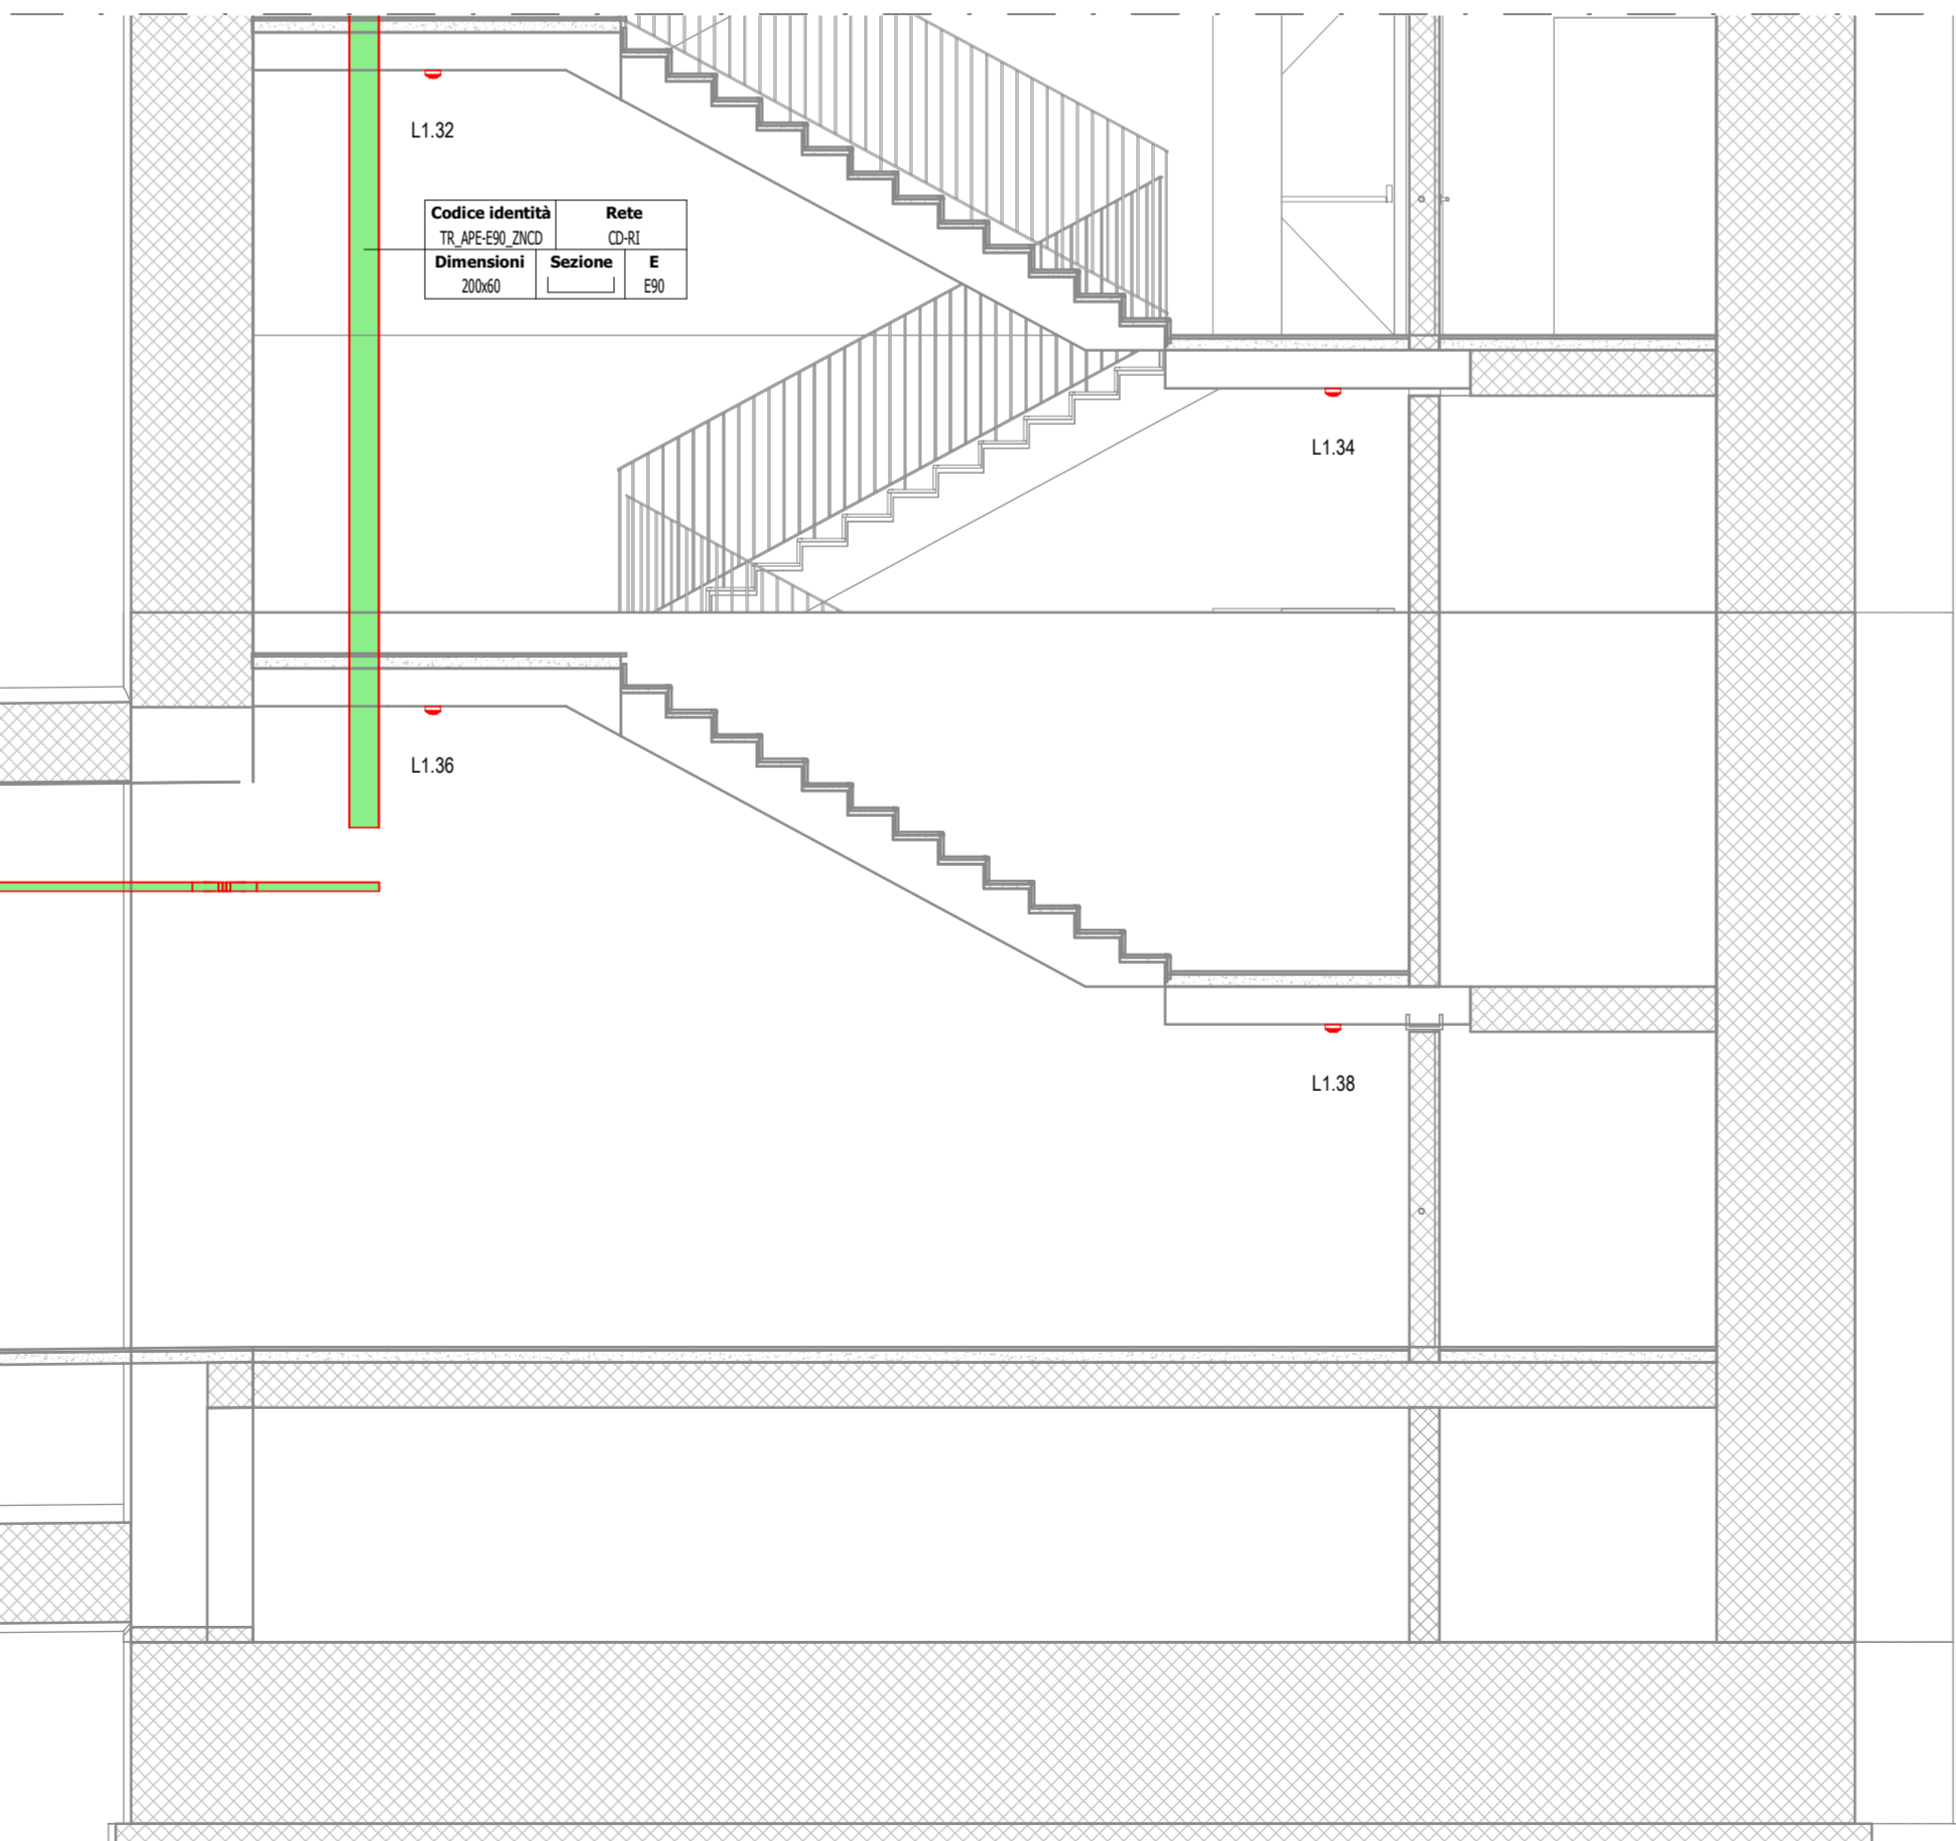 L1.32
Codice identità Rete
TR_APE-E90_ZNCD CD-RI
Dimensioni Sezione E
200x60 E90
L1.34
L1.36
L1.38